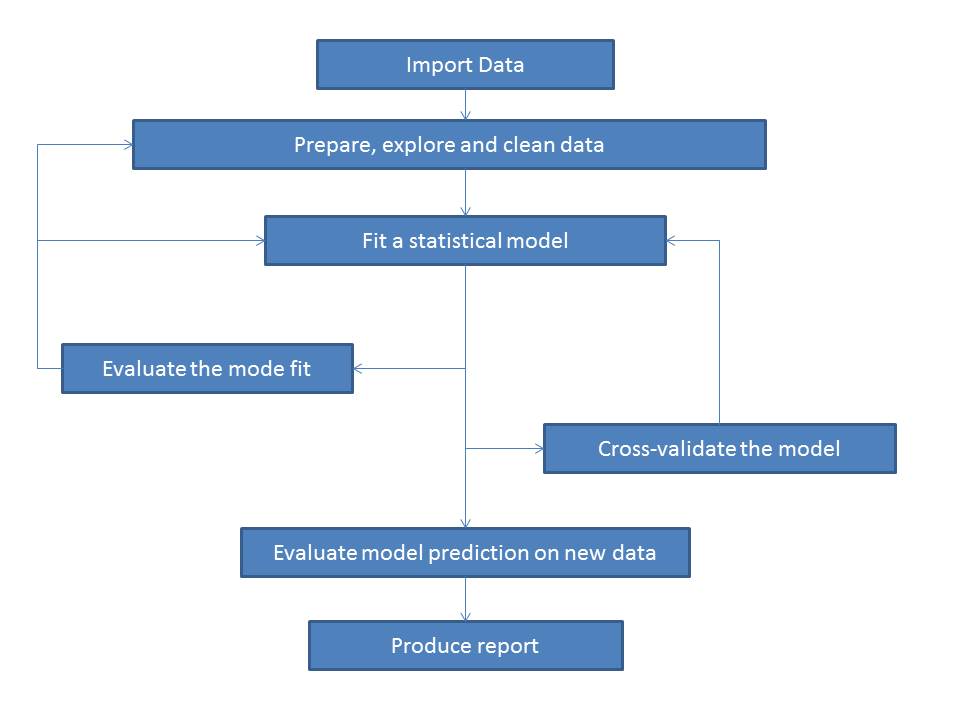 Import Data
Prepare, explore and clean data
Fit a statistical model
Evaluate the mode fit
Cross-validate the model
Evaluate model prediction on new data
Produce report